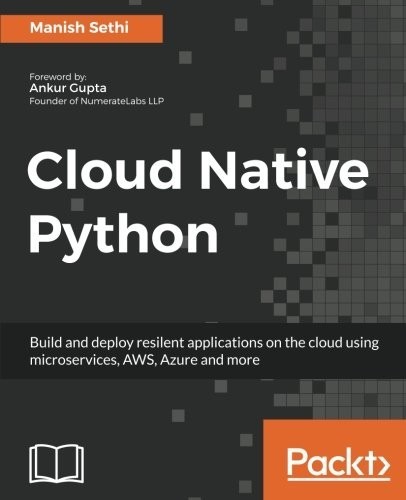 Manish Sethi
Foreword by:
Ankur Gupta
Founder of NumerateLabs LLP
Cloud Native
Python
Build and deploy resilent applications on the cloud using
microservices, AWS, Azure and more
Packt>